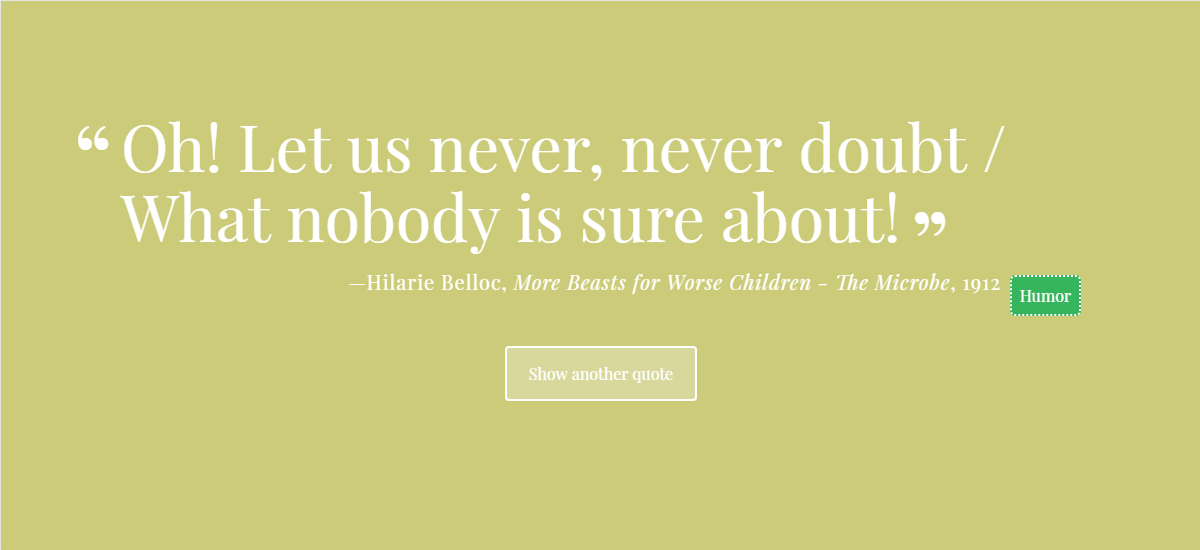 “ Oh! Let us never, never doubt /
What nobody is sure about! ”
—Hilarie Belloc, More Beasts for Worse Children - The Microbe, 1912
Humor
Show another quote